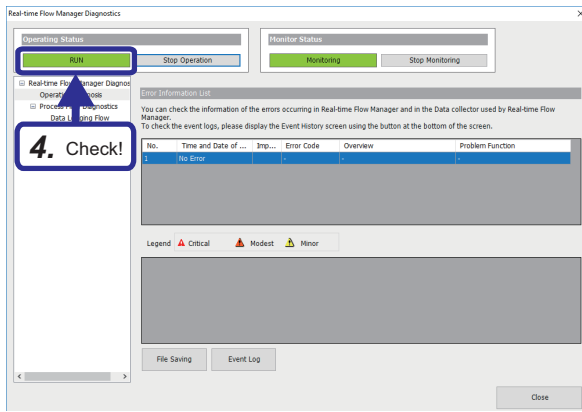 Real-time Flow Manager Diagnostics
Operating Status
Monitor Status
RUN
Stop Operation
Monitoring
Stop Monitoring
Real-time Flow Manager Diagnos
Process Flow Diagnostics
4. Check!
Error Information List
You can check the information of the errors occurring in Real-time Flow Manager and in the Data collector used by Real-time Flow
Manager.
To check the event logs, please display the Event History screen using the button at the bottom of the screen.
No. Time and Date of ... Imp... Error Code Overview Problem Function
1 No Error - - -
Legend Critical Modest Minor
File Saving
Event Log
Close